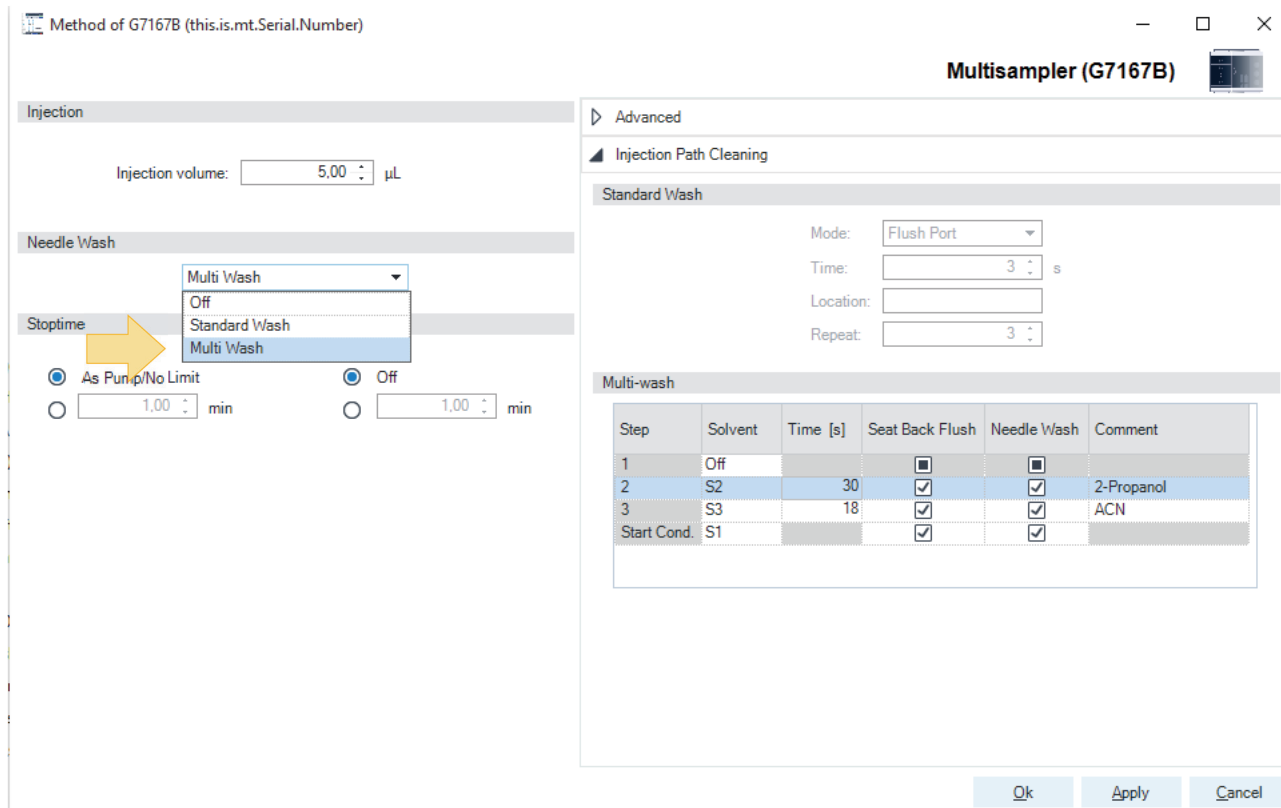 Method of G7167B (this.is.mt.Serial.Number)
Multisampler (G7167B)
Injection
Injection volume: 5,00 µL
Needle Wash
Multi Wash
Off
Standard Wash
Multi Wash
Stoptime
As Pump/No Limit
Off
1,00 min
1,00 min
Advanced
Injection Path Cleaning
Standard Wash
Mode: Flush Port
Time: 3 s
Location:
Repeat: 3
Multi-wash
Step Solvent Time [s] Seat Back Flush Needle Wash Comment
1 Off
2 S2 30 2-Propanol
3 S3 18 ACN
Start Cond. S1
Ok Apply Cancel